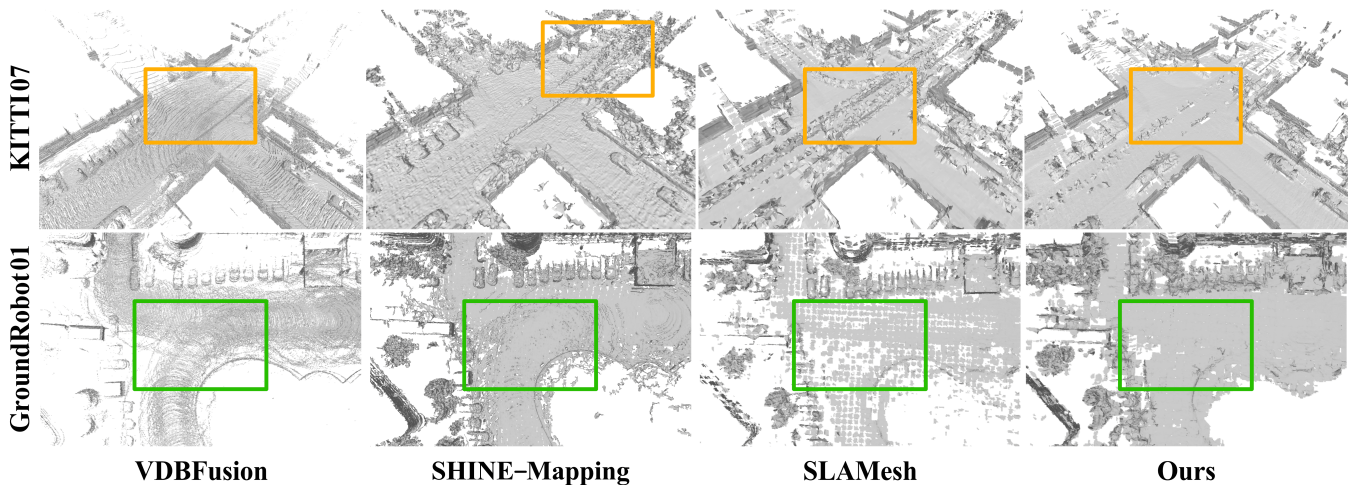 KITTI07
GroundRobot01
VDBFusion
SHINE-Mapping
SLAMesh
Ours